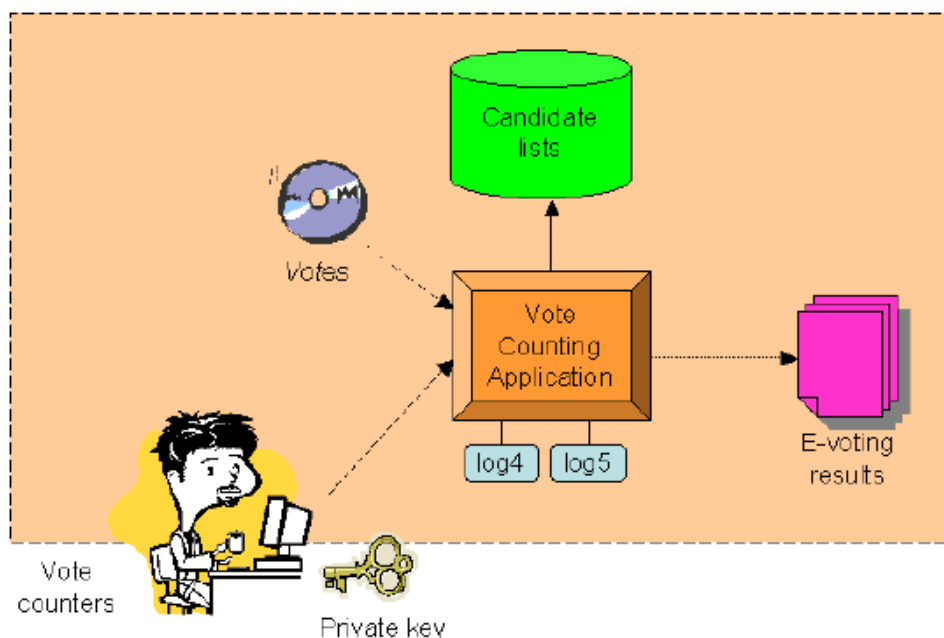 Candidate
lists
Votes
Vote
Counting
Application
log4
log5
E-voting
results
Vote
counters
Private key